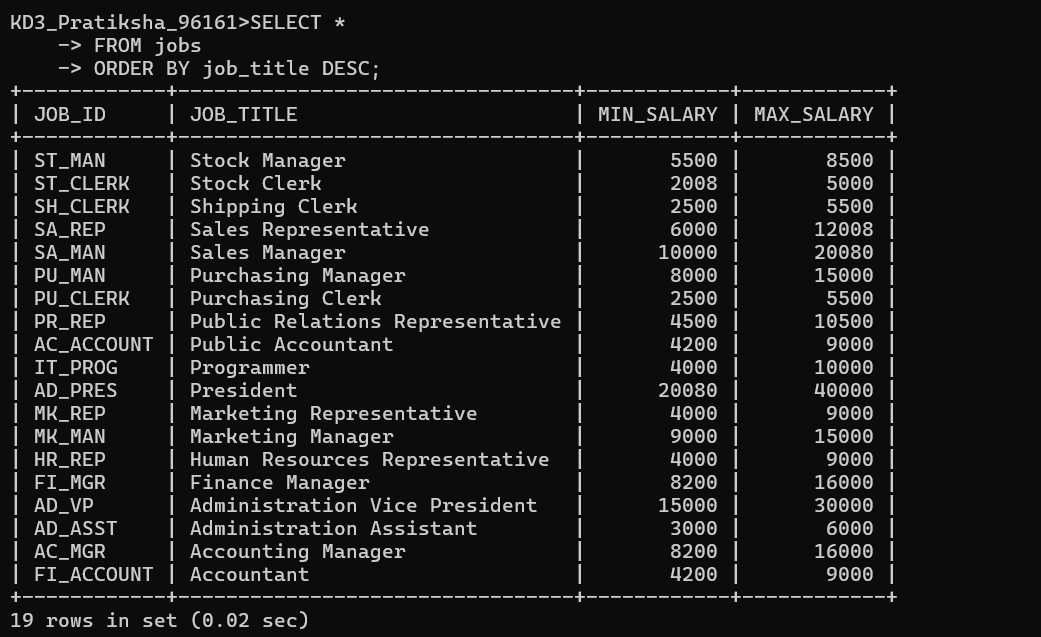 KD3_Pratiksha_96161>SELECT *
    -> FROM jobs
    -> ORDER BY job_title DESC;
+------------+---------------------------------+------------+------------+
| JOB_ID     | JOB_TITLE                       | MIN_SALARY | MAX_SALARY |
+------------+---------------------------------+------------+------------+
| ST_MAN     | Stock Manager                   |       5500 |       8500 |
| ST_CLERK   | Stock Clerk                     |       2008 |       5000 |
| SH_CLERK   | Shipping Clerk                  |       2500 |       5500 |
| SA_REP     | Sales Representative            |       6000 |      12008 |
| SA_MAN     | Sales Manager                   |      10000 |      20080 |
| PU_MAN     | Purchasing Manager              |       8000 |      15000 |
| PU_CLERK   | Purchasing Clerk                |       2500 |       5500 |
| PR_REP     | Public Relations Representative |       4500 |      10500 |
| AC_ACCOUNT | Public Accountant               |       4200 |       9000 |
| IT_PROG    | Programmer                      |       4000 |      10000 |
| AD_PRES    | President                       |      20080 |      40000 |
| MK_REP     | Marketing Representative        |       4000 |       9000 |
| MK_MAN     | Marketing Manager               |       9000 |      15000 |
| HR_REP     | Human Resources Representative  |       4000 |       9000 |
| FI_MGR     | Finance Manager                 |       8200 |      16000 |
| AD_VP      | Administration Vice President   |      15000 |      30000 |
| AD_ASST    | Administration Assistant        |       3000 |       6000 |
| AC_MGR     | Accounting Manager              |       8200 |      16000 |
| FI_ACCOUNT | Accountant                      |       4200 |       9000 |
+------------+---------------------------------+------------+------------+
19 rows in set (0.02 sec)